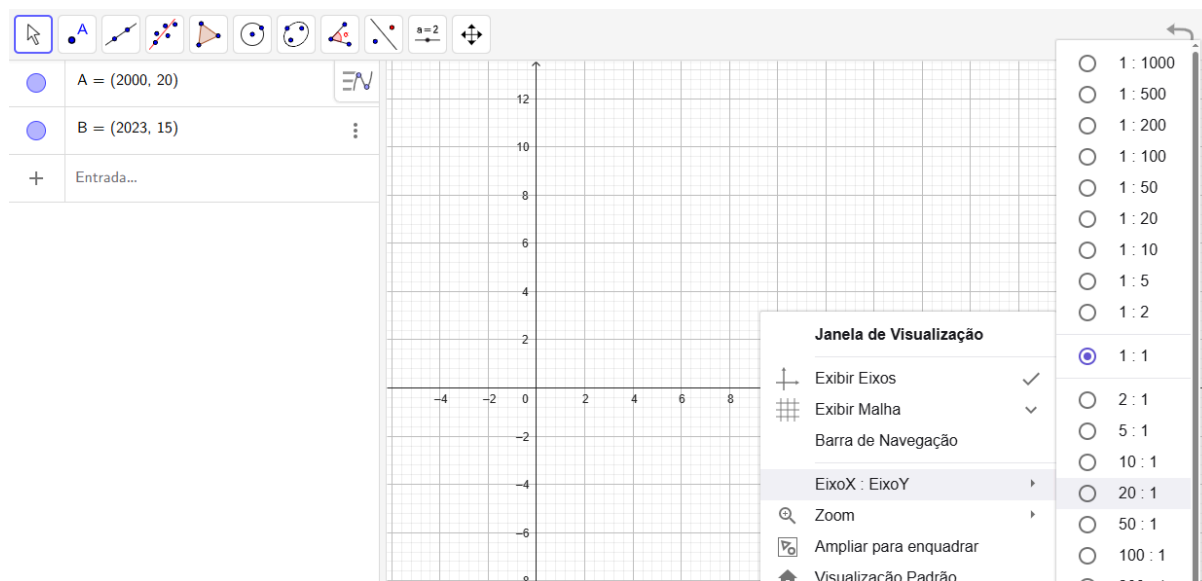 A
a = 2
A = (2000, 20)
B = (2023, 15)
Entrada...
12
10
8
6
4
2
−4 −2 0 2 4 6 8
−2
−4
−6
Janela de Visualização
Exibir Eixos
Exibir Malha
Barra de Navegação
EixoX : EixoY
Zoom
Ampliar para enquadrar
Visualização Padrão
1 : 1000
1 : 500
1 : 200
1 : 100
1 : 50
1 : 20
1 : 10
1 : 5
1 : 2
1 : 1
2 : 1
5 : 1
10 : 1
20 : 1
50 : 1
100 : 1